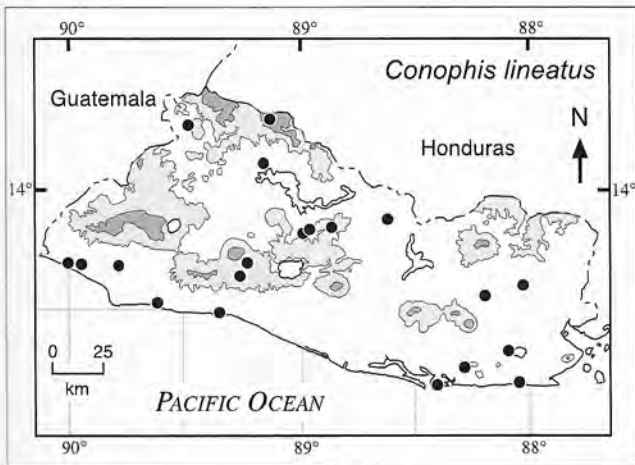 90° 89° 88°
Conophis lineatus
Guatemala
N
Honduras
14° 14°
0 25
km
PACIFIC OCEAN
90° 89° 88°